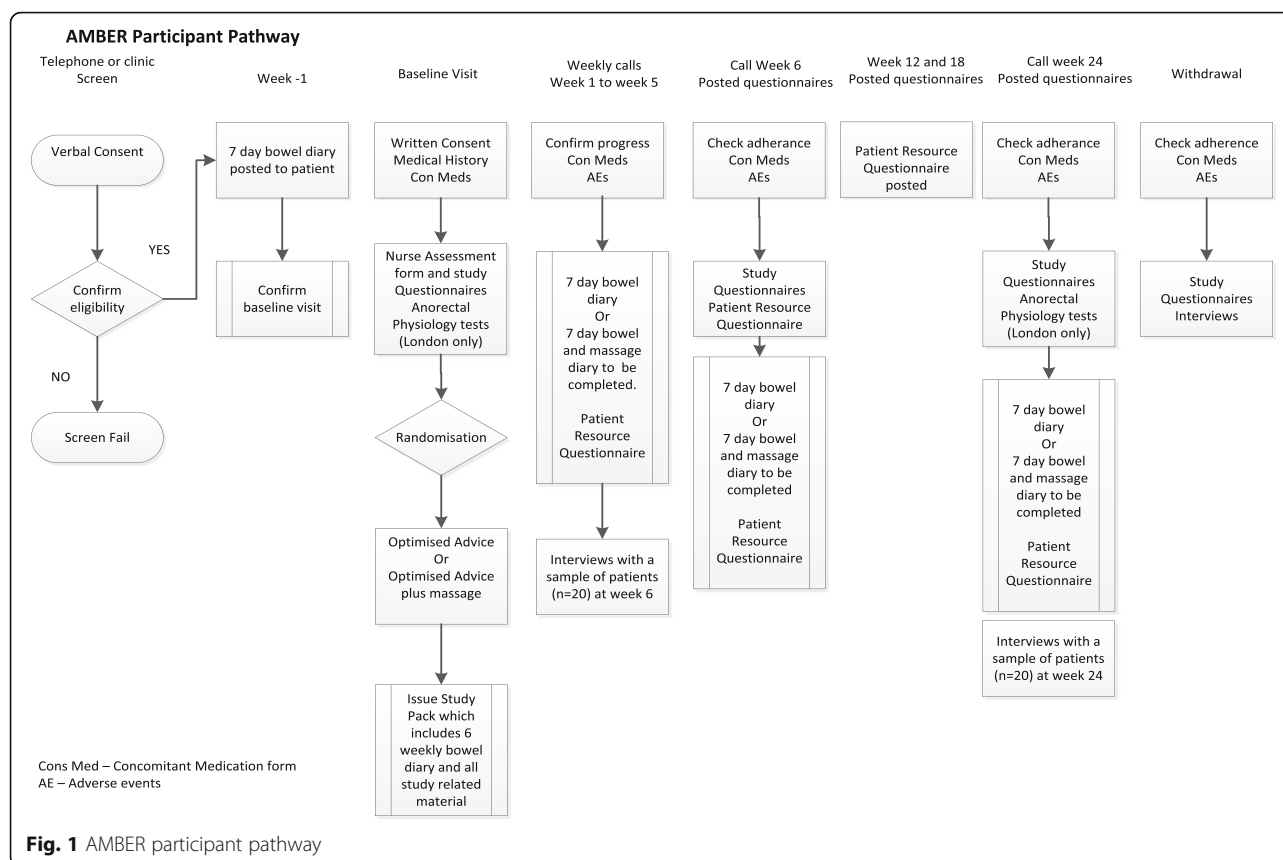 AMBER Participant Pathway
Telephone or clinic
Screen
Verbal Consent
Confirm
eligibility
YES
NO
Screen Fail
Week -1
7 day bowel diary
posted to patient
Confirm
baseline visit
Baseline Visit
Written Consent
Medical History
Con Meds
Nurse Assessment
form and study
Questionnaires
Anorectal
Physiology tests
(London only)
Randomisation
Optimised Advice
Or
Optimised Advice
plus massage
Issue Study
Pack which
includes 6
weekly bowel
diary and all
study related
material
Weekly calls
Week 1 to week 5
Confirm progress
Con Meds
AEs
7 day bowel
diary
Or
7 day bowel
and massage
diary to be
completed.
Patient
Resource
Questionnaire
Interviews with a
sample of patients
(n=20) at week 6
Call Week 6
Posted questionnaires
Check adherance
Con Meds
AEs
Study
Questionnaires
Patient Resource
Questionnaire
7 day bowel
diary
Or
7 day bowel
and massage
diary to be
completed
Patient
Resource
Questionnaire
Week 12 and 18
Posted questionnaires
Patient Resource
Questionnaire
posted
Call week 24
Posted questionnaires
Check adherance
Con Meds
AEs
Study
Questionnaires
Anorectal
Physiology tests
(London only)
7 day bowel
diary
Or
7 day bowel
and massage
diary to be
completed
Patient
Resource
Questionnaire
Interviews with a
sample of patients
(n=20) at week 24
Withdrawal
Check adherence
Con Meds
AEs
Study
Questionnaires
Interviews
Cons Med – Concomitant Medication form
AE – Adverse events
Fig. 1 AMBER participant pathway